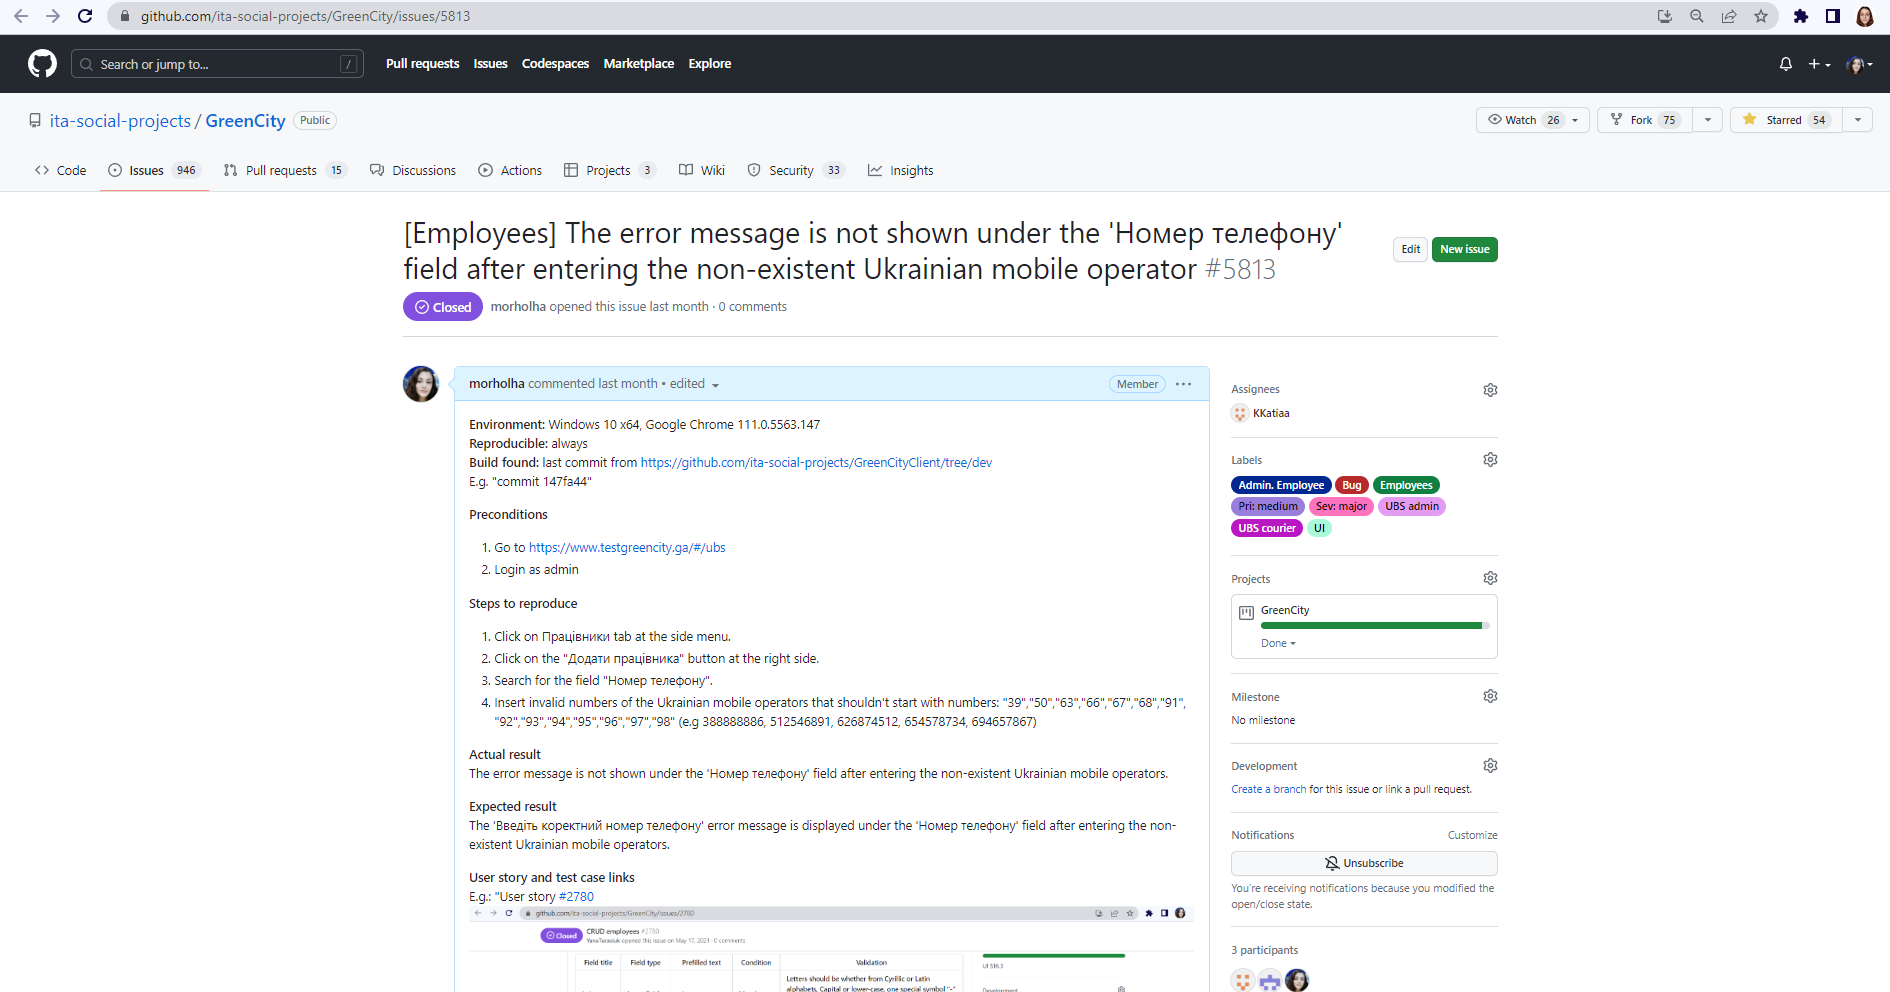 github.com/ita-social-projects/GreenCity/issues/5813
Search or jump to... /
Pull requests Issues Codespaces Marketplace Explore
ita-social-projects / GreenCity Public
Watch 26 Fork 75 Starred 54
Code Issues 946 Pull requests 15 Discussions Actions Projects 3 Wiki Security 33 Insights
[Employees] The error message is not shown under the 'Номер телефону'
field after entering the non-existent Ukrainian mobile operator #5813
Edit New issue
Closed morholha opened this issue last month · 0 comments
morholha commented last month • edited Member ···
Environment: Windows 10 x64, Google Chrome 111.0.5563.147
Reproducible: always
Build found: last commit from https://github.com/ita-social-projects/GreenCityClient/tree/dev
E.g. "commit 147fa44"
Preconditions
1. Go to https://www.testgreencity.ga/#/ubs
2. Login as admin
Steps to reproduce
1. Click on Працівники tab at the side menu.
2. Click on the "Додати працівника" button at the right side.
3. Search for the field "Номер телефону".
4. Insert invalid numbers of the Ukrainian mobile operators that shouldn't start with numbers: "39","50","63","66","67","68","91",
"92","93","94","95","96","97","98" (e.g 388888886, 512546891, 626874512, 654578734, 694657867)
Actual result
The error message is not shown under the 'Номер телефону' field after entering the non-existent Ukrainian mobile operators.
Expected result
The 'Введіть коректний номер телефону' error message is displayed under the 'Номер телефону' field after entering the non-
existent Ukrainian mobile operators.
User story and test case links
E.g.: "User story #2780
github.com/ita-social-projects/GreenCity/issues/2780
Closed CRUD employees #2780
YanaTarasiuk opened this issue on May 17, 2021 · 0 comments
Field title Field type Prefilled text Condition Validation
Letters should be whether from Cyrillic or Latin
alphabets, Capital or lower-case, one special symbol "-"
UI S16.3
Development
Assignees
KKatiaa
Labels
Admin. Employee Bug Employees
Pri: medium Sev: major UBS admin
UBS courier UI
Projects
GreenCity
Done
Milestone
No milestone
Development
Create a branch for this issue or link a pull request.
Notifications Customize
Unsubscribe
You're receiving notifications because you modified the
open/close state.
3 participants